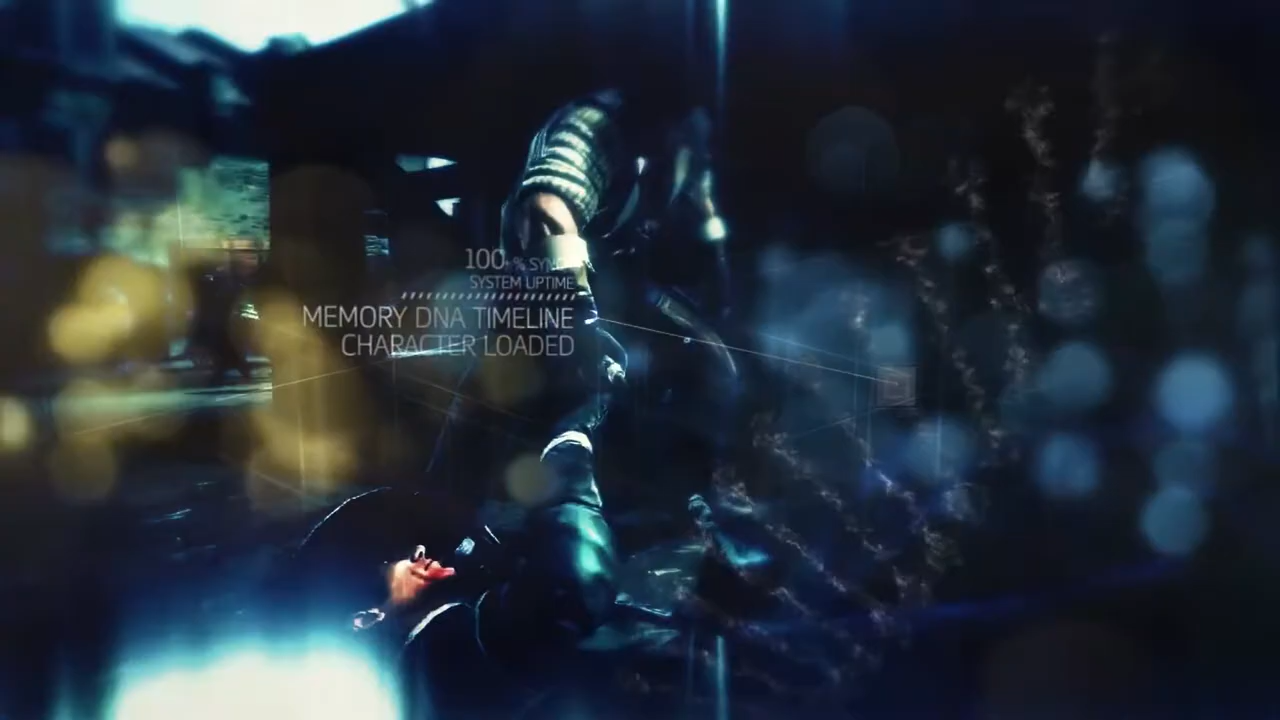 100% SYNC
SYSTEM UPTIME
MEMORY DNA TIMELINE
CHARACTER LOADED